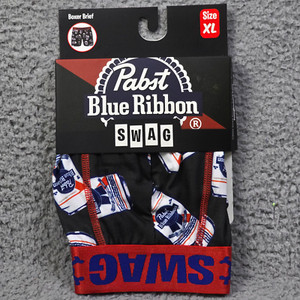 Boxer Brief
Size
XL
Pabst
Blue Ribbon
®
SWAG
SWAG